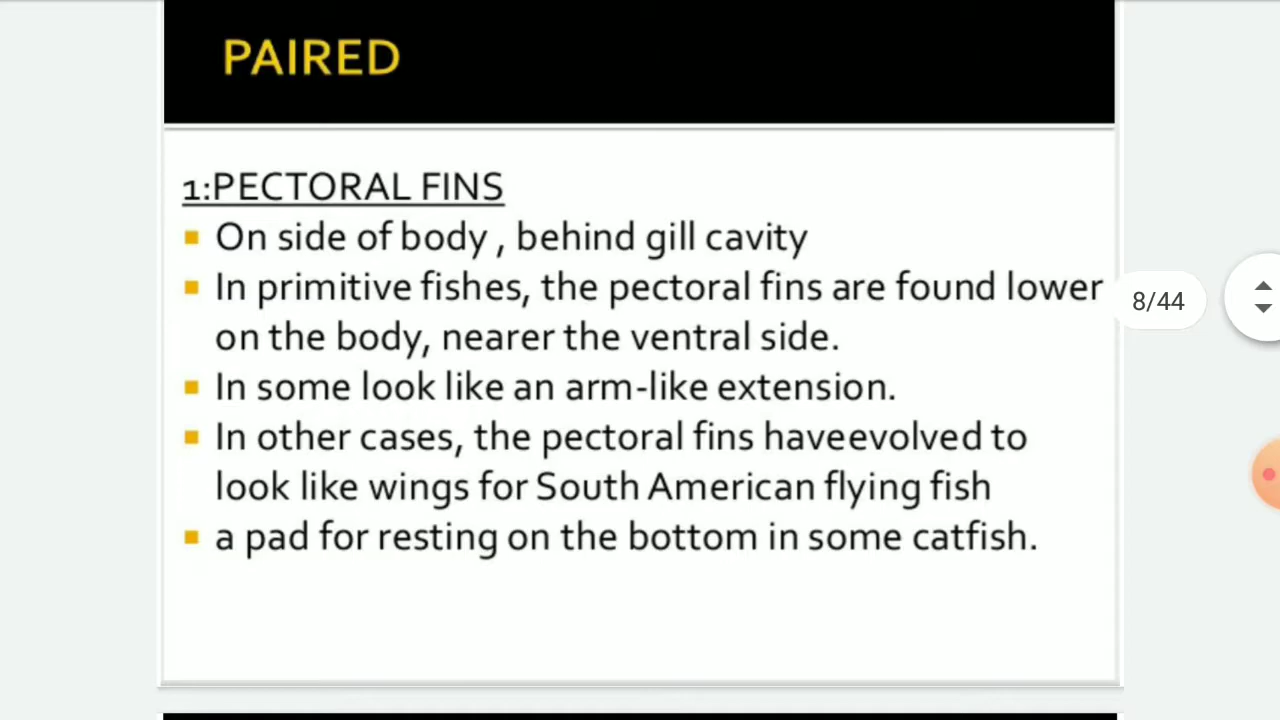 PAIRED
1:PECTORAL FINS
On side of body , behind gill cavity
In primitive fishes, the pectoral fins are found lower
on the body, nearer the ventral side.
In some look like an arm-like extension.
In other cases, the pectoral fins haveevolved to
look like wings for South American flying fish
a pad for resting on the bottom in some catfish.
8/44